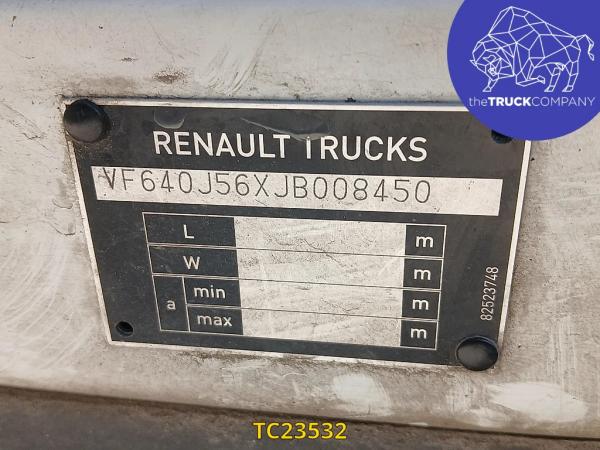 theTRUCKCOMPANY
RENAULT TRUCKS
VF640J56XJB008450
L m
W m
a min m
max m
82523748
TC23532